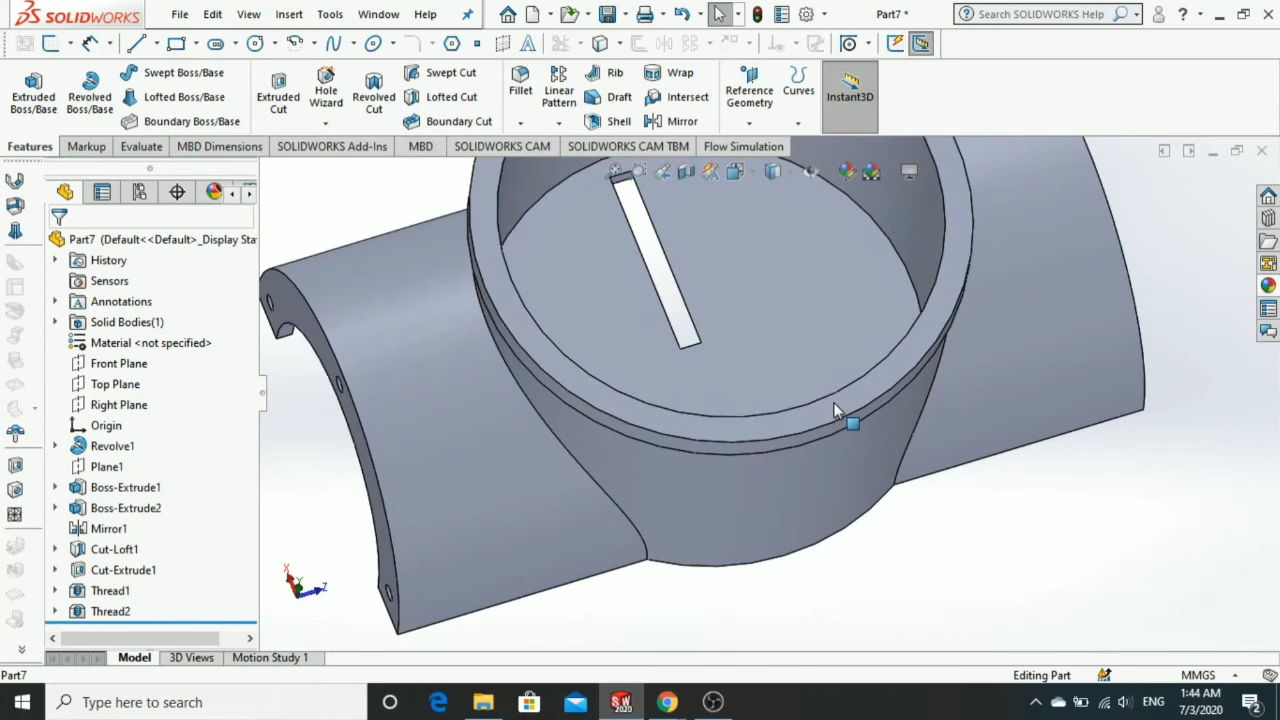 SOLIDWORKS
File
Edit
View
Insert
Tools
Window
Help
Part7 *
Search SOLIDWORKS Help
Extruded Boss/Base
Revolved Boss/Base
Swept Boss/Base
Lofted Boss/Base
Boundary Boss/Base
Extruded Cut
Hole Wizard
Revolved Cut
Swept Cut
Lofted Cut
Boundary Cut
Fillet
Linear Pattern
Rib
Draft
Shell
Wrap
Intersect
Mirror
Reference Geometry
Curves
Instant3D
Features
Markup
Evaluate
MBD Dimensions
SOLIDWORKS Add-Ins
MBD
SOLIDWORKS CAM
SOLIDWORKS CAM TBM
Flow Simulation
Part7 (Default<<Default>_Display Sta
History
Sensors
Annotations
Solid Bodies(1)
Material <not specified>
Front Plane
Top Plane
Right Plane
Origin
Revolve1
Plane1
Boss-Extrude1
Boss-Extrude2
Mirror1
Cut-Loft1
Cut-Extrude1
Thread1
Thread2
X
Y
Z
Model
3D Views
Motion Study 1
Part7
Editing Part
MMGS
Type here to search
SW
2020
ENG
1:44 AM
7/3/2020
2